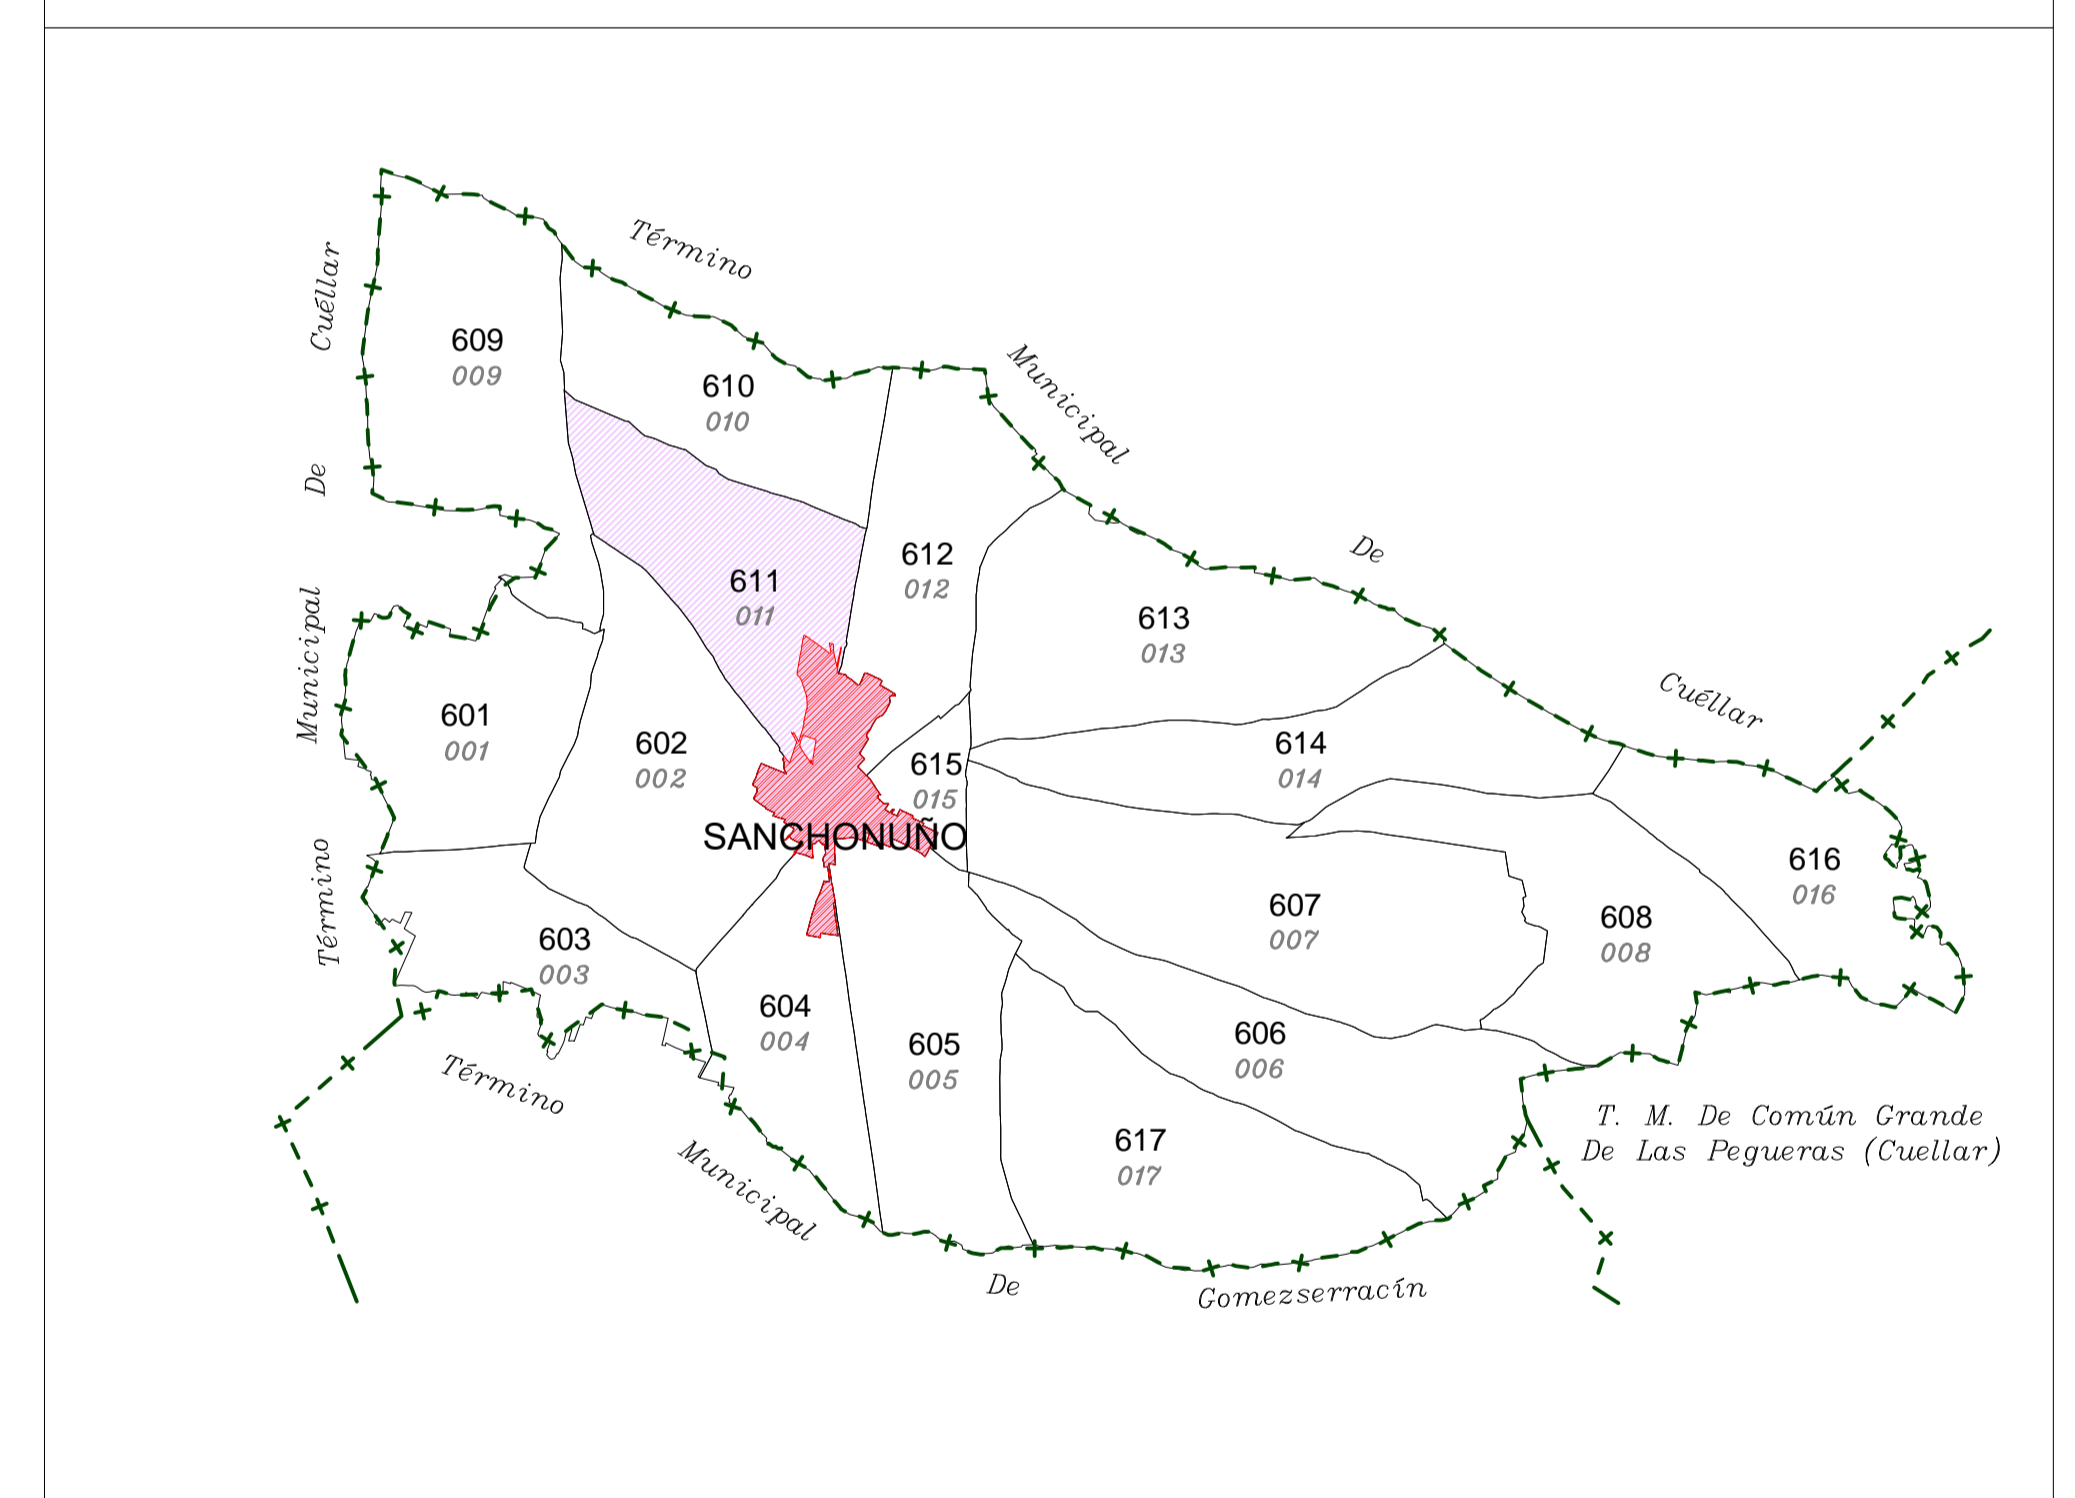 Término
Municipal
De
Cuéllar
Término
Municipal
De
Cuéllar
609
009
610
010
611
011
612
012
613
013
601
001
602
002
615
015
614
014
SANCHONUÑO
616
016
603
003
607
007
608
008
604
004
605
005
606
006
617
017
Término
Municipal
De
Gomezserracín
T. M. De Común Grande
De Las Pegueras (Cuellar)